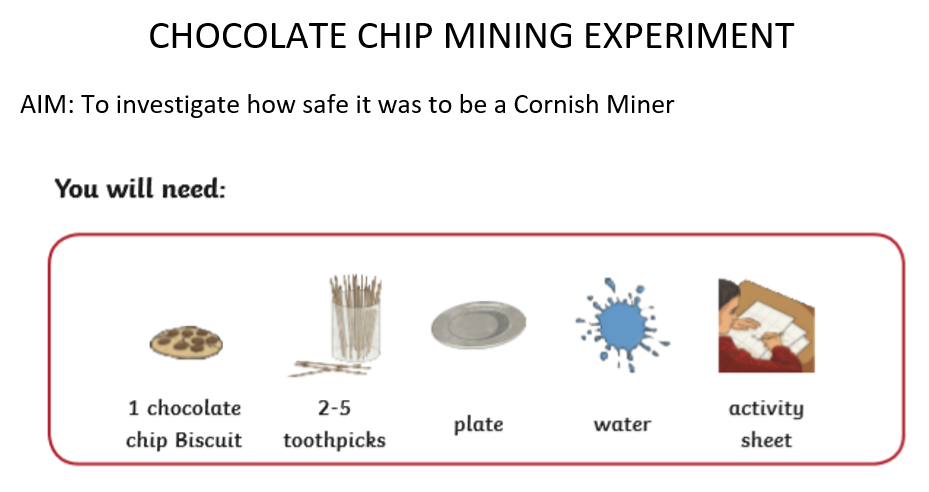 CHOCOLATE CHIP MINING EXPERIMENT
AIM: To investigate how safe it was to be a Cornish Miner
You will need:
1 chocolate
chip Biscuit
2-5
toothpicks
plate
water
activity
sheet